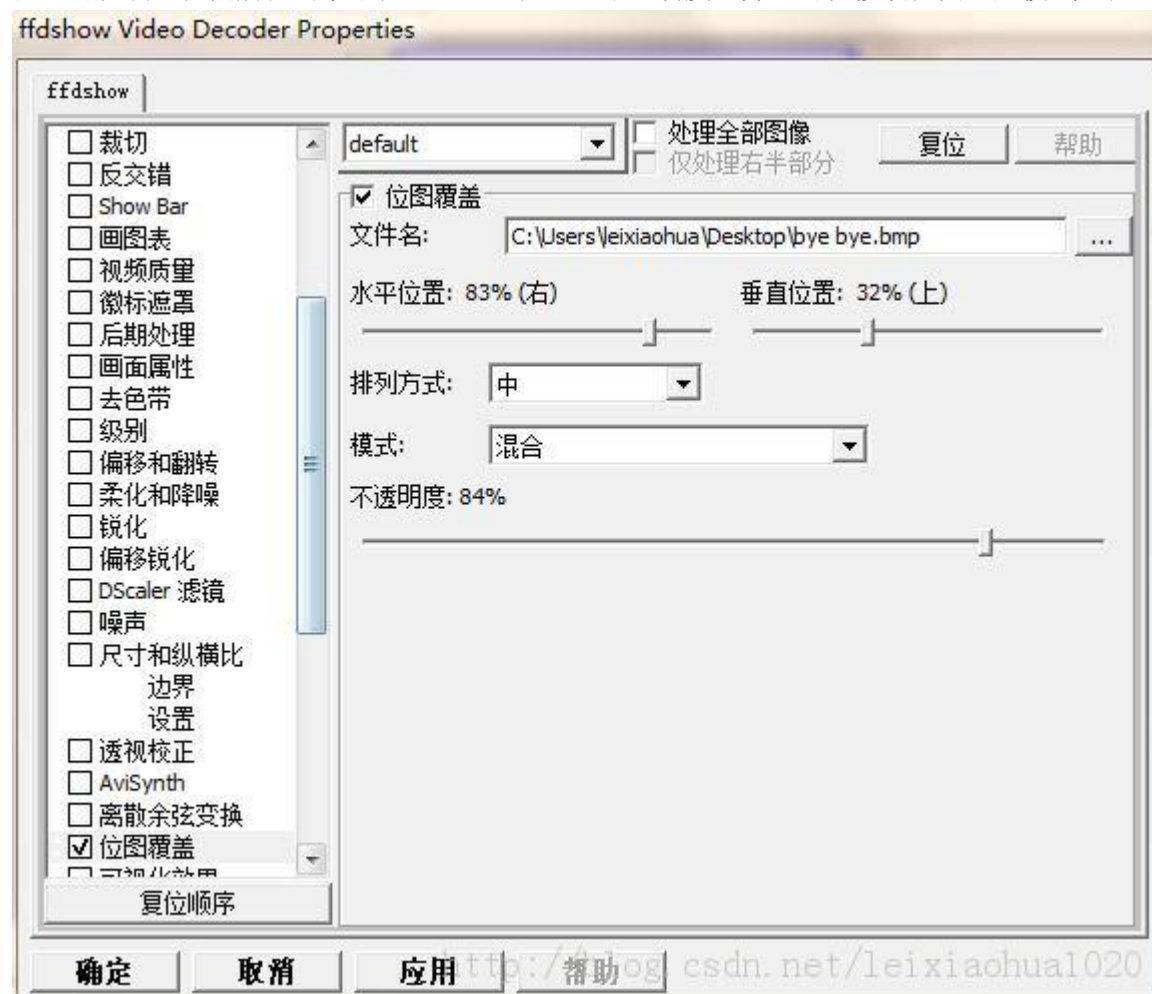 ffdshow Video Decoder Properties
ffdshow
裁切
反交错
Show Bar
画图表
视频质量
徽标遮罩
后期处理
画面属性
去色带
级别
偏移和翻转
柔化和降噪
锐化
偏移锐化
DScaler 滤镜
噪声
尺寸和纵横比
边界
设置
透视校正
AviSynth
离散余弦变换
位图覆盖
可视化效果
复位顺序
default
处理全部图像
仅处理右半部分
复位
帮助
位图覆盖
文件名:
C:\Users\leixiaohua\Desktop\bye bye.bmp
...
水平位置: 83% (右)
垂直位置: 32% (上)
排列方式:
中
模式:
混合
不透明度: 84%
确定
取消
应用
帮助
http://blog.csdn.net/leixiaohua1020